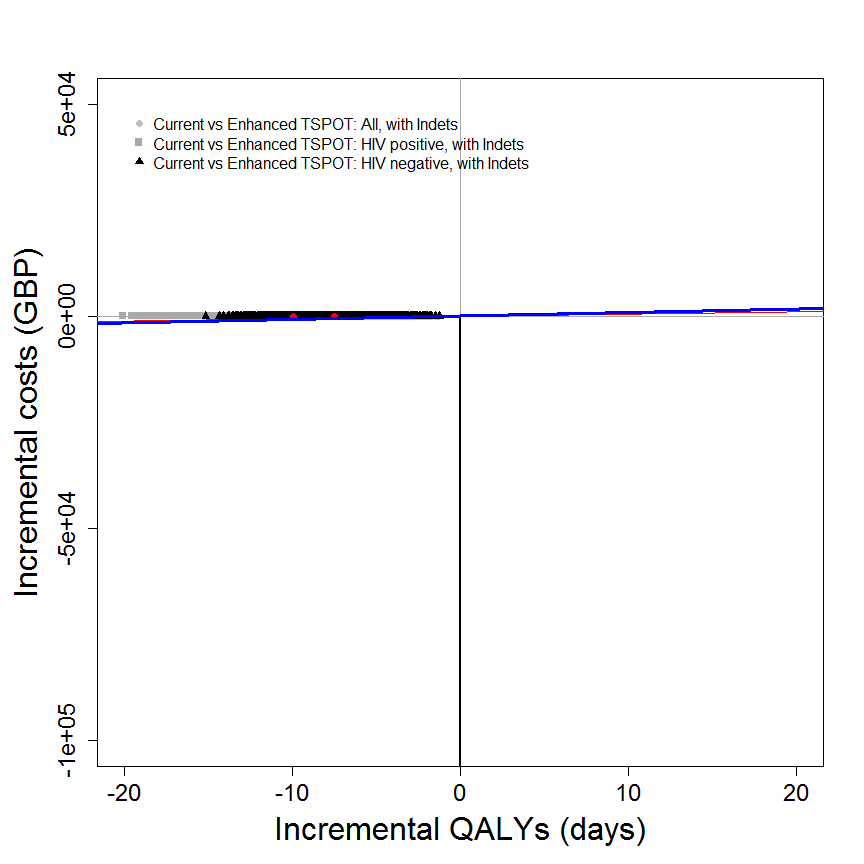 Current vs Enhanced TSPOT: All, with Indets
Current vs Enhanced TSPOT: HIV positive, with Indets
Current vs Enhanced TSPOT: HIV negative, with Indets
Incremental costs (GBP)
5e+04
0e+00
-5e+04
-1e+05
-20 -10 0 10 20
Incremental QALYs (days)